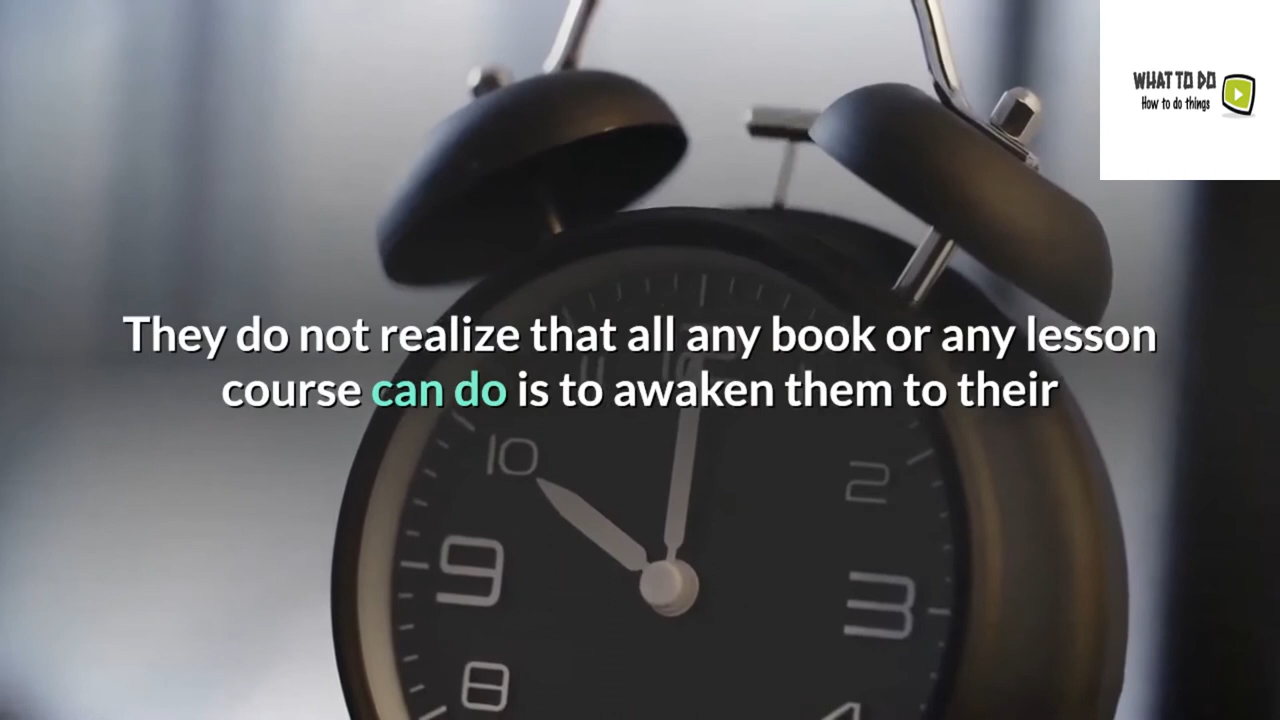 WHAT TO DO
How to do things
They do not realize that all any book or any lesson
course can do is to awaken them to their
10
2
9
3
8